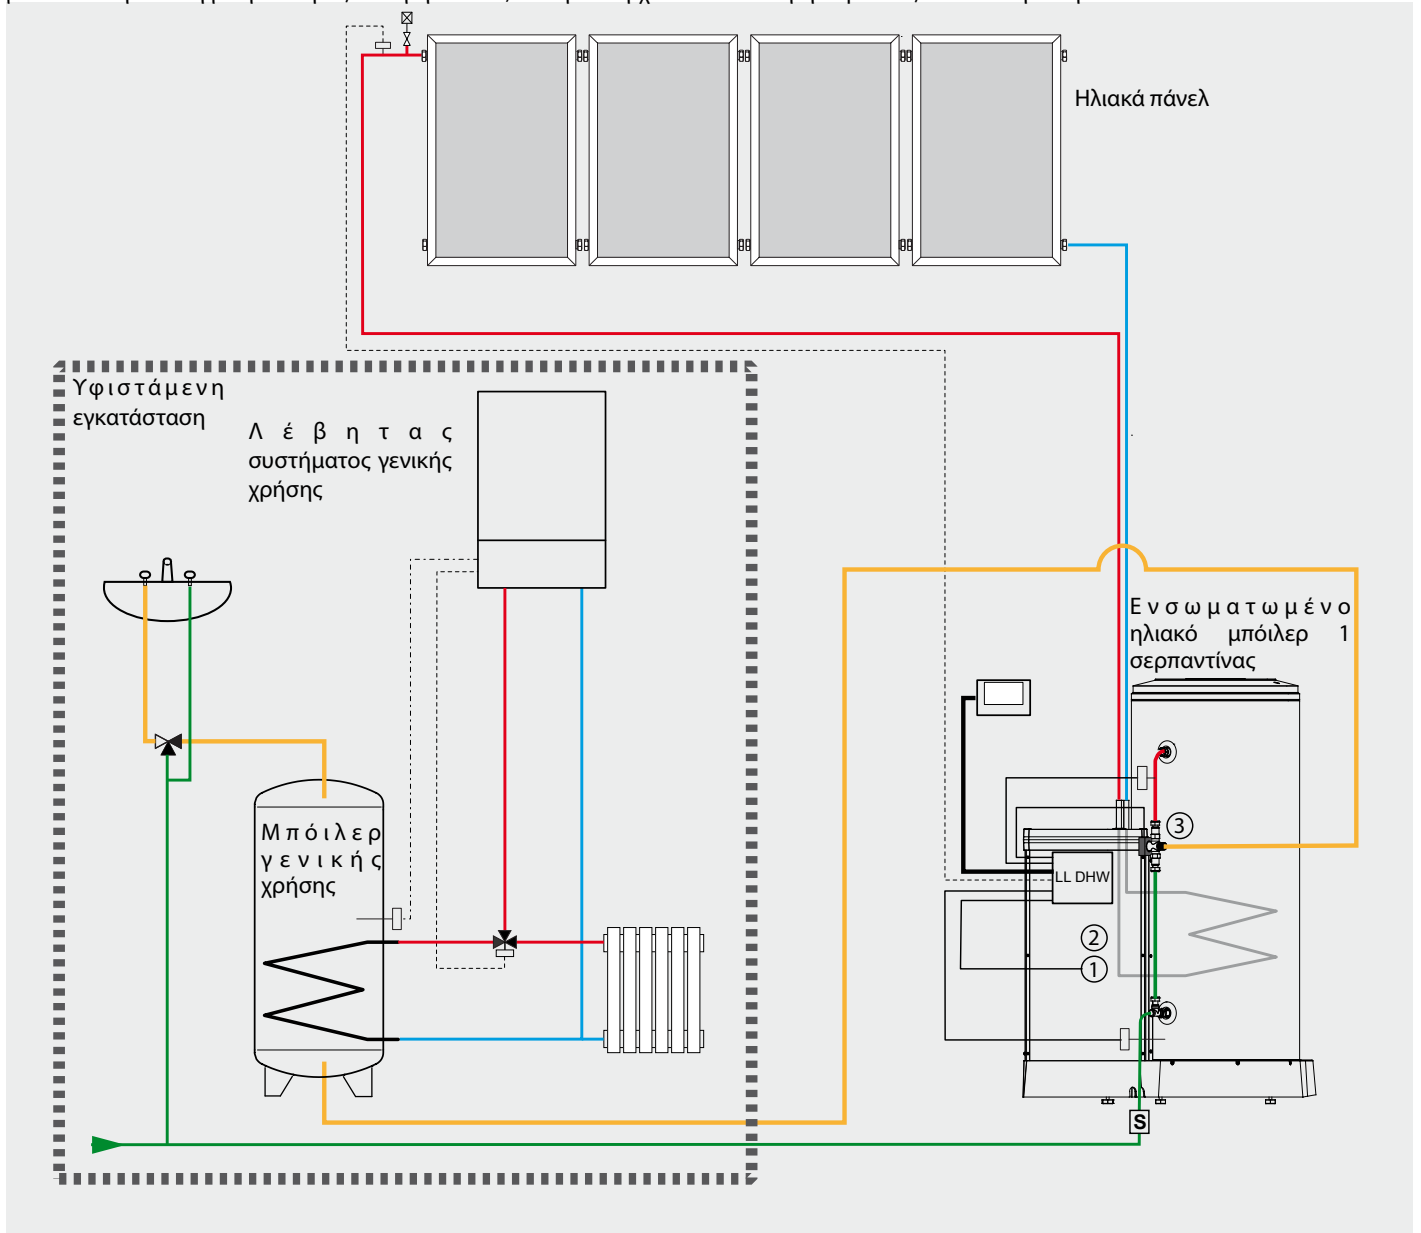 Ηλιακά πάνελ
Υφιστάμενη
εγκατάσταση
Λέβητας
συστήματος γενικής
χρήσης
Ενσωματωμένο
ηλιακό μπόιλερ 1
σερπαντίνας
Μπόιλερ
γενικής
χρήσης
3
LL DHW
2
1
S